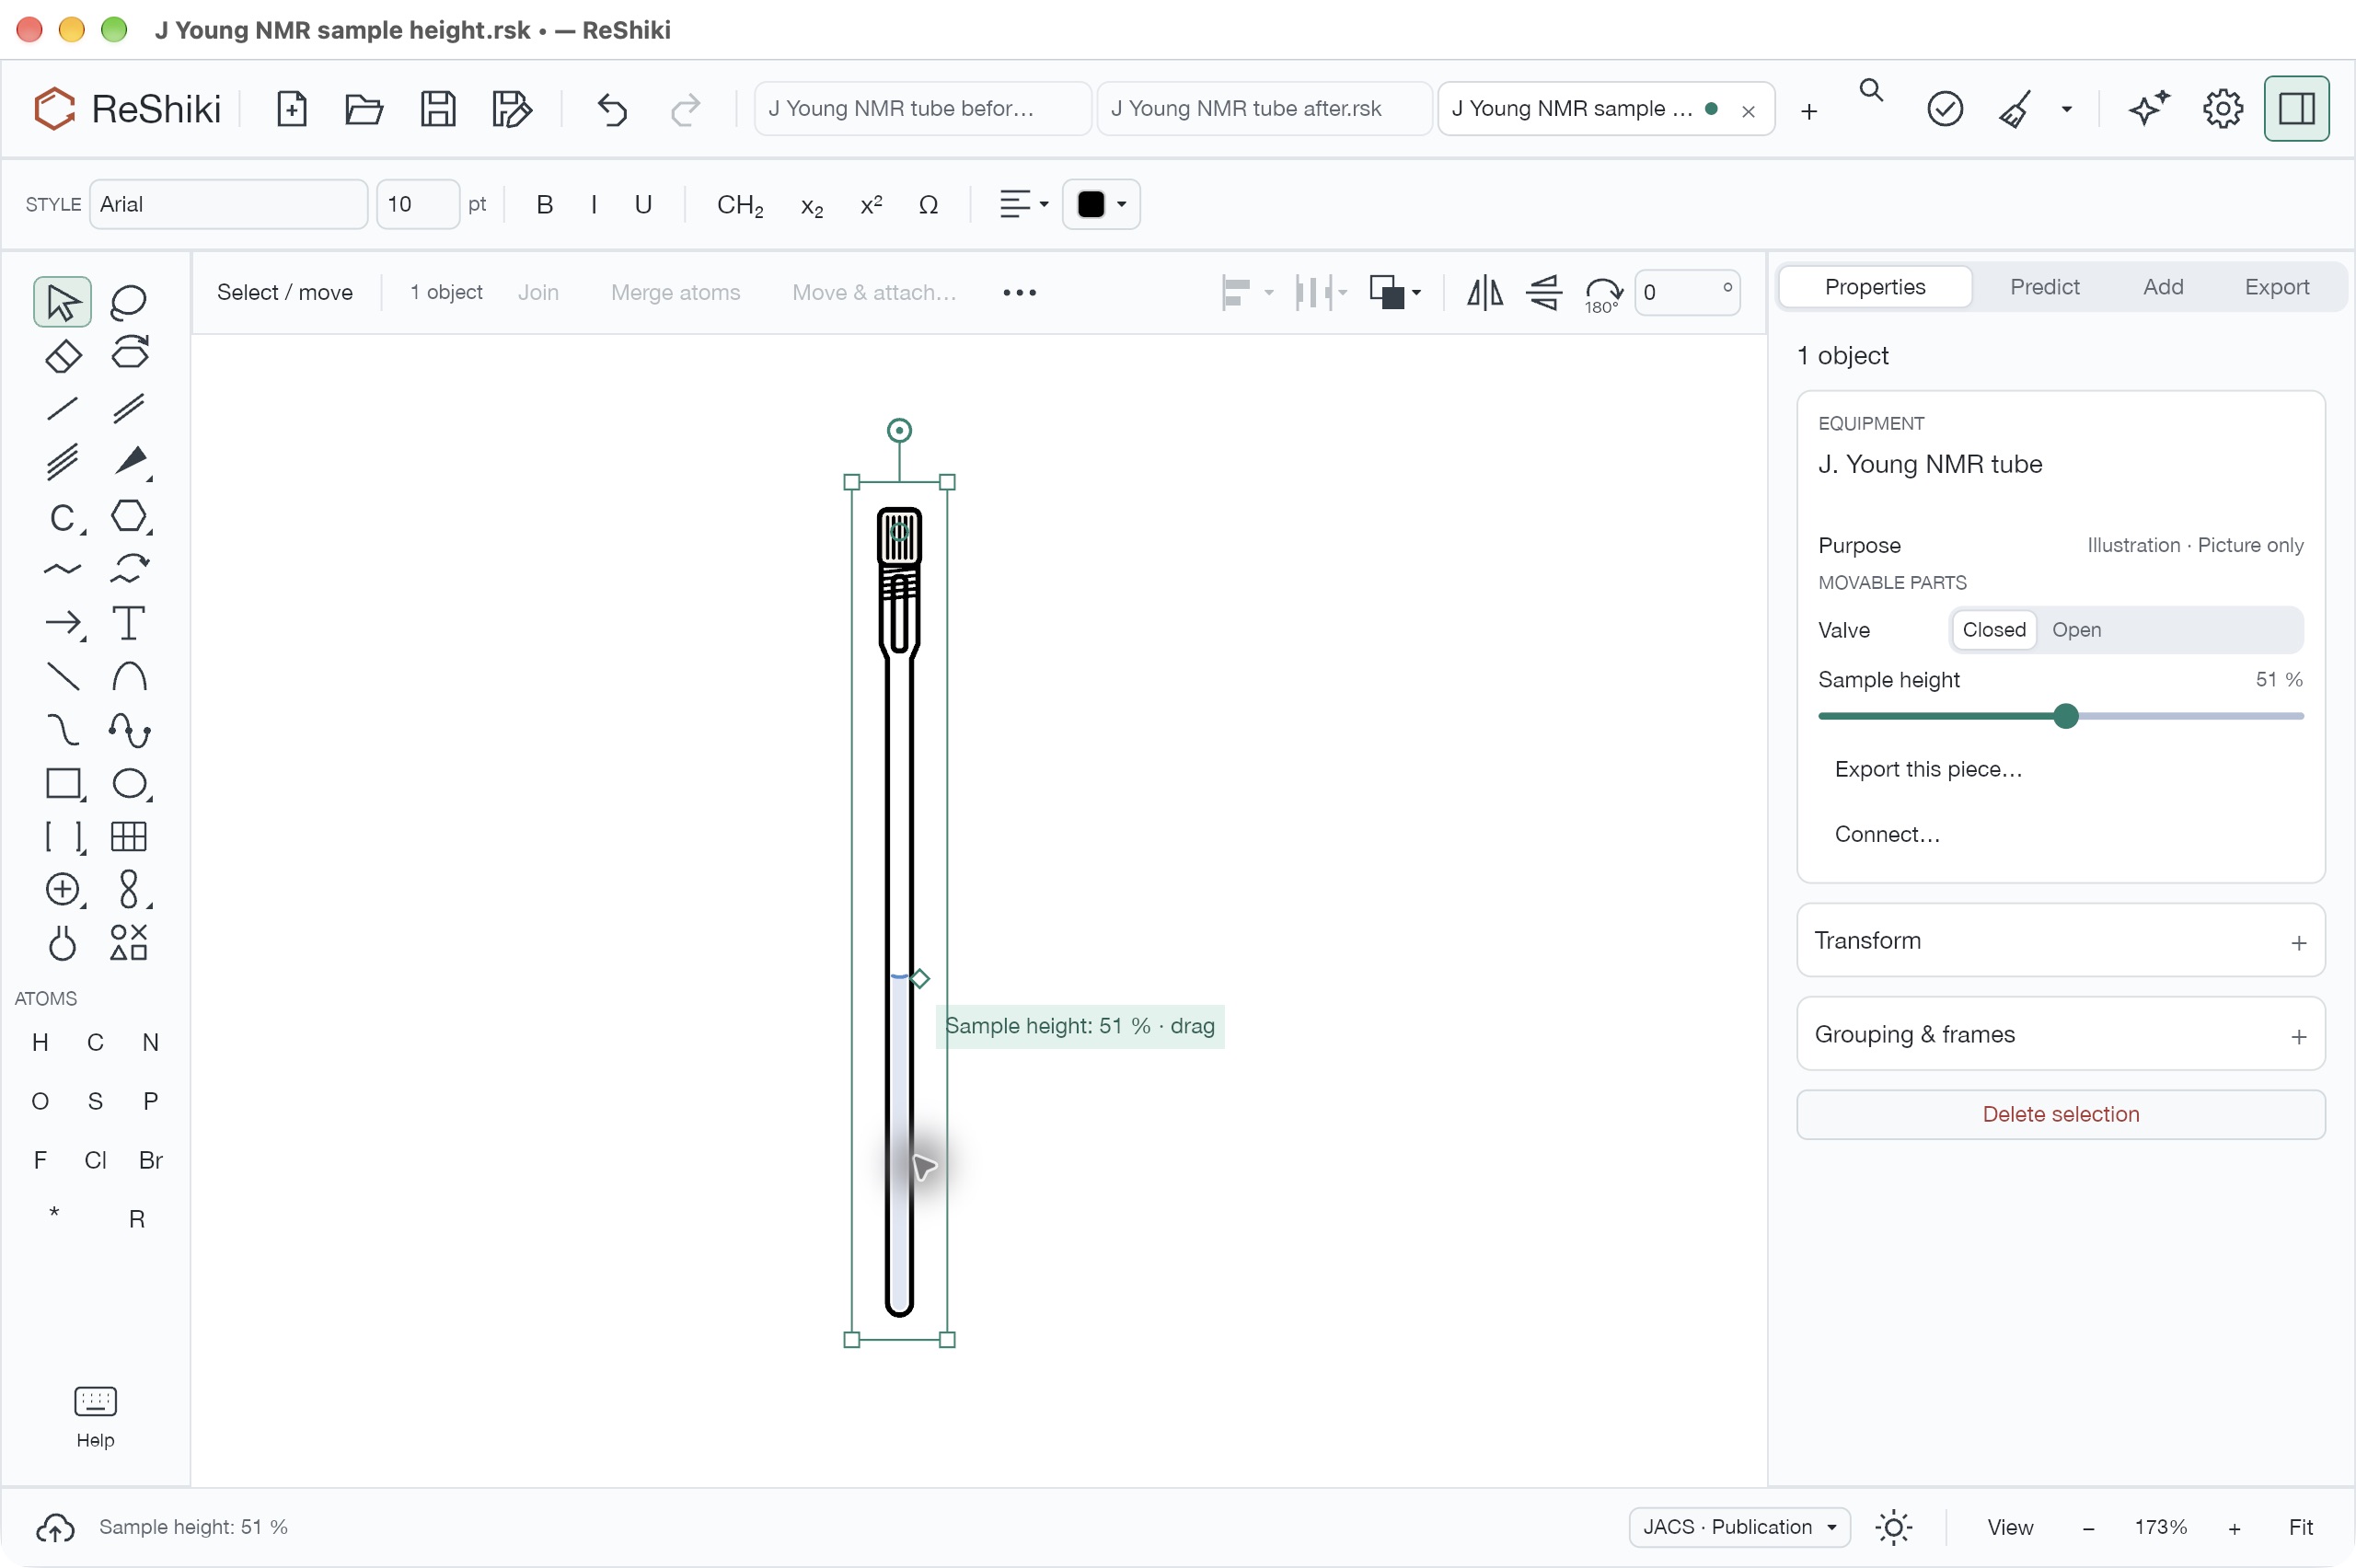 J Young NMR sample height.rsk • — ReShiki
ReShiki
J Young NMR tube befor...
J Young NMR tube after.rsk
J Young NMR sample ...
STYLE Arial 10 pt B I U CH₂ x₂ x² Ω
Select / move 1 object Join Merge atoms Move & attach... 180° 0 °
Properties Predict Add Export
1 object
EQUIPMENT
J. Young NMR tube
Purpose Illustration · Picture only
MOVABLE PARTS
Valve Closed Open
Sample height 51 %
Export this piece...
Connect...
Transform +
Grouping & frames +
Delete selection
C
T
ATOMS
H C N
O S P
F Cl Br
* R
Help
Sample height: 51 % · drag
Sample height: 51 %
JACS · Publication
View – 173% + Fit